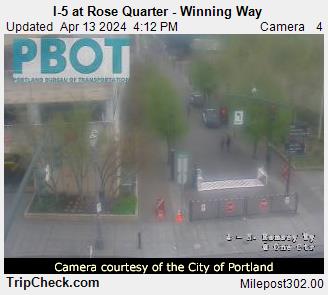 I-5 at Rose Quarter - Winning Way
Updated Apr 13 2024 4:12 PM Camera 4
PBOT
PORTLAND BUREAU OF TRANSPORTATION
Camera courtesy of the City of Portland
TripCheck.com Milepost302.00